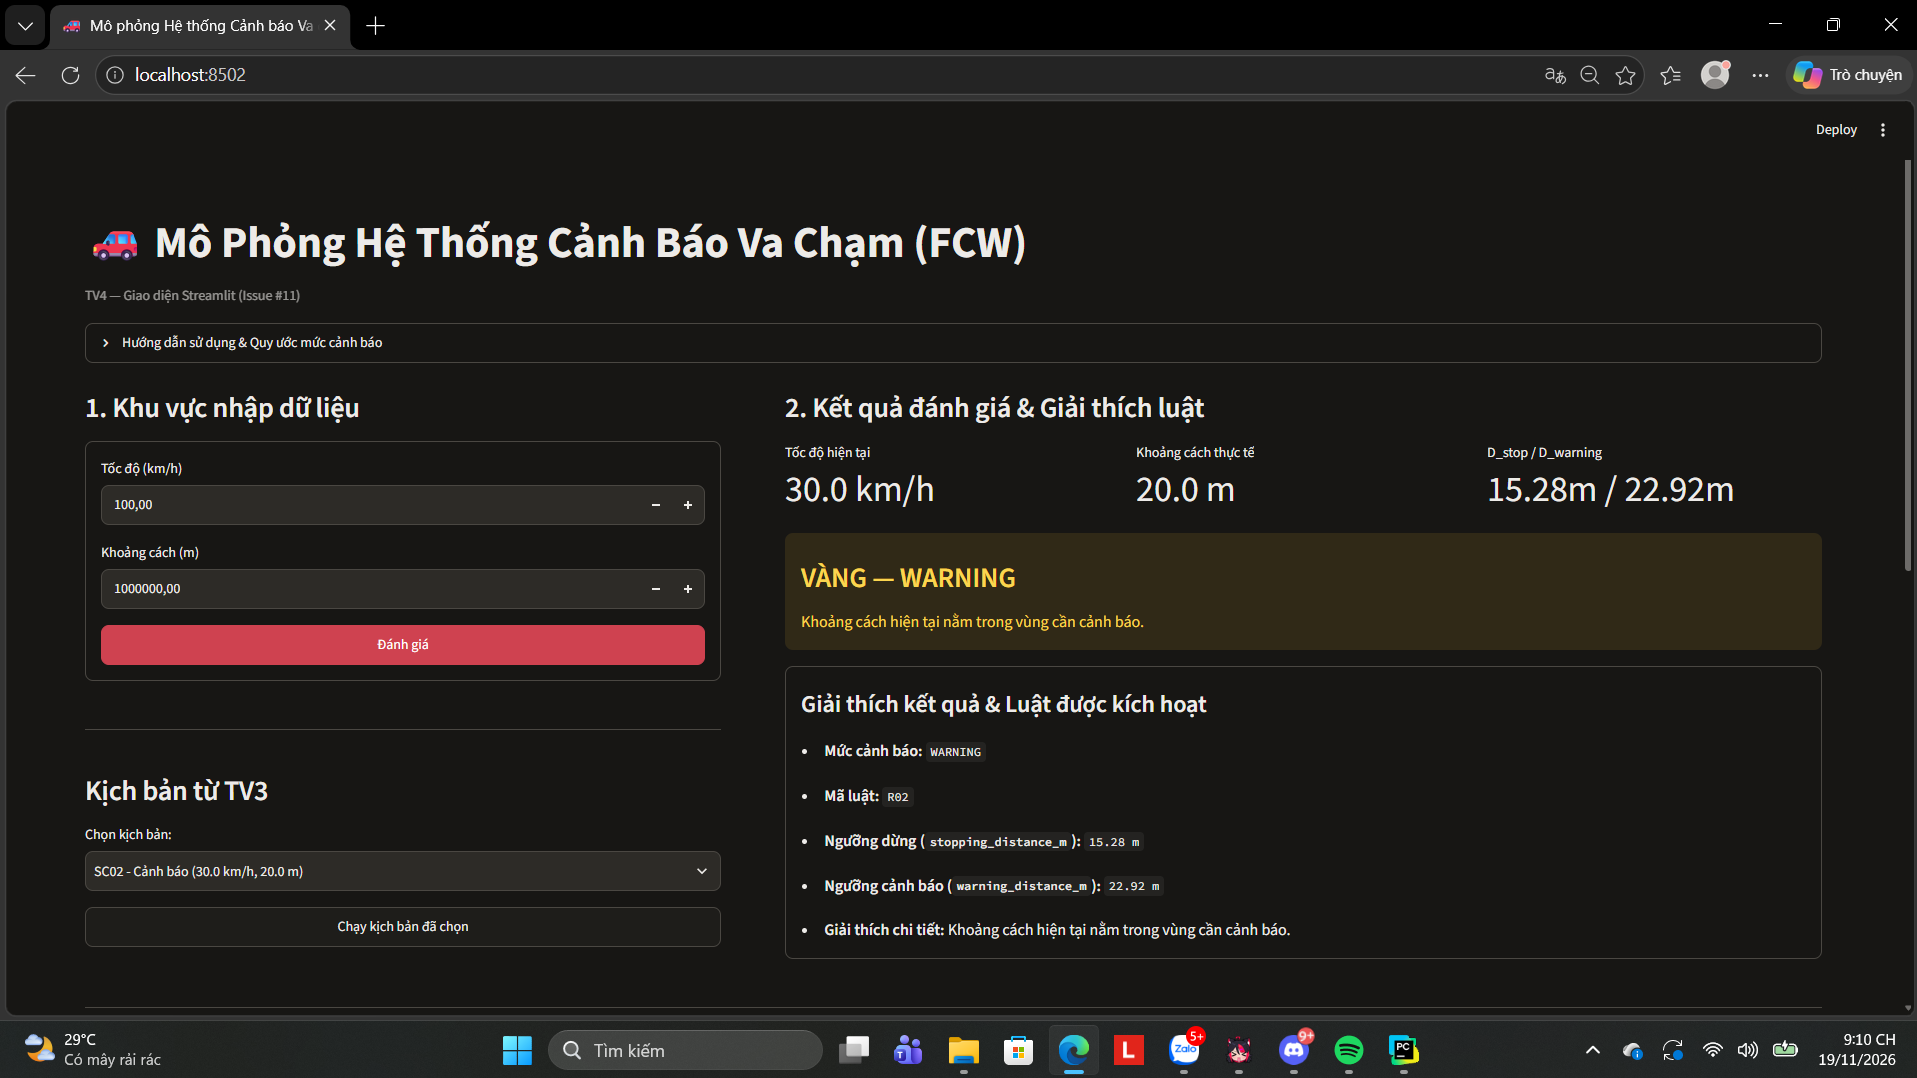 Mô phỏng Hệ thống Cảnh báo Va
localhost:8502
Trò chuyện
Deploy
Mô Phỏng Hệ Thống Cảnh Báo Va Chạm (FCW)
TV4 — Giao diện Streamlit (Issue #11)
Hướng dẫn sử dụng & Quy ước mức cảnh báo
1. Khu vực nhập dữ liệu
Tốc độ (km/h)
100,00
Khoảng cách (m)
1000000,00
Đánh giá
Kịch bản từ TV3
Chọn kịch bản:
SC02 - Cảnh báo (30.0 km/h, 20.0 m)
Chạy kịch bản đã chọn
2. Kết quả đánh giá & Giải thích luật
Tốc độ hiện tại
30.0 km/h
Khoảng cách thực tế
20.0 m
D_stop / D_warning
15.28m / 22.92m
VÀNG — WARNING
Khoảng cách hiện tại nằm trong vùng cần cảnh báo.
Giải thích kết quả & Luật được kích hoạt
• Mức cảnh báo: WARNING
• Mã luật: R02
• Ngưỡng dừng ( stopping_distance_m ): 15.28 m
• Ngưỡng cảnh báo ( warning_distance_m ): 22.92 m
• Giải thích chi tiết: Khoảng cách hiện tại nằm trong vùng cần cảnh báo.
29°C
Có mây rải rác
Tìm kiếm
L
Zalo
5+
9+
PC
9:10 CH
19/11/2026